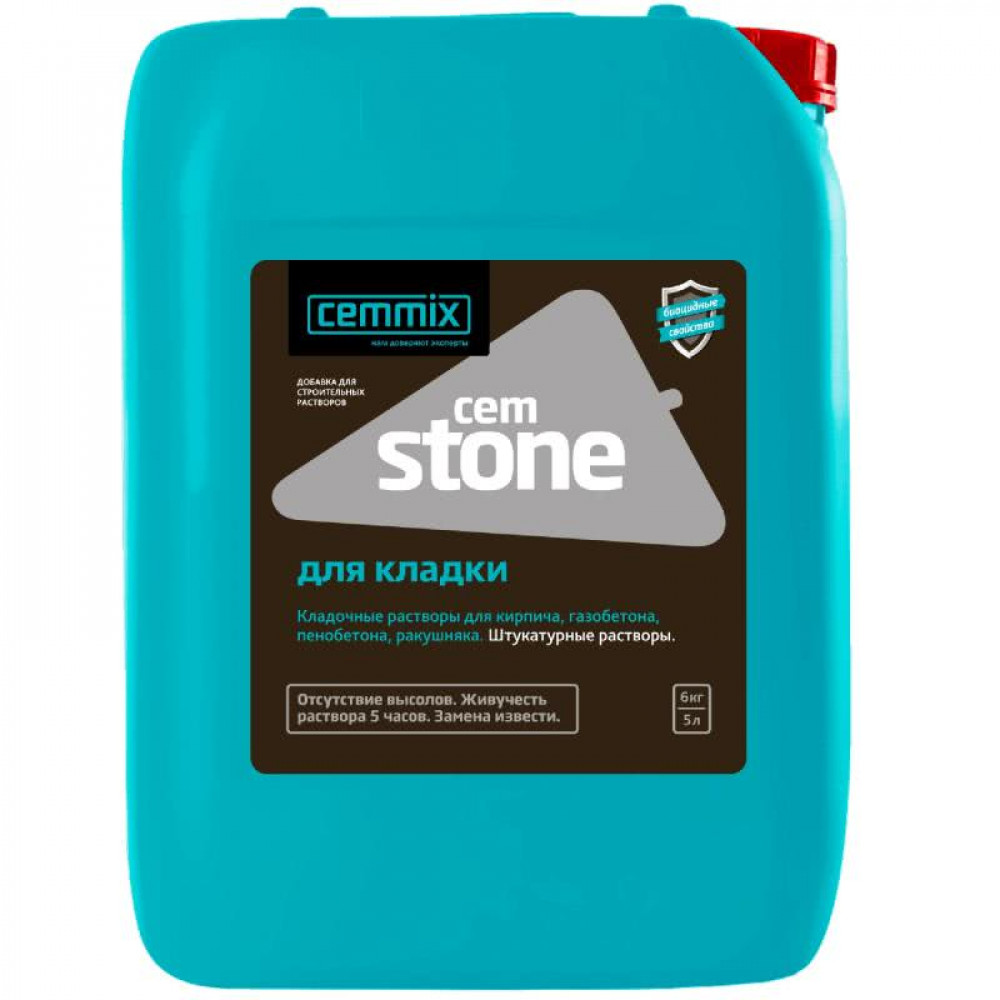 cemmix
нам доверяют эксперты
биоцидные
свойства
ДОБАВКА ДЛЯ
СТРОИТЕЛЬНЫХ
РАСТВОРОВ
cem
stone
для кладки
Кладочные растворы для кирпича, газобетона,
пенобетона, ракушняка. Штукатурные растворы.
Отсутствие высолов. Живучесть
раствора 5 часов. Замена извести.
6кг
5л